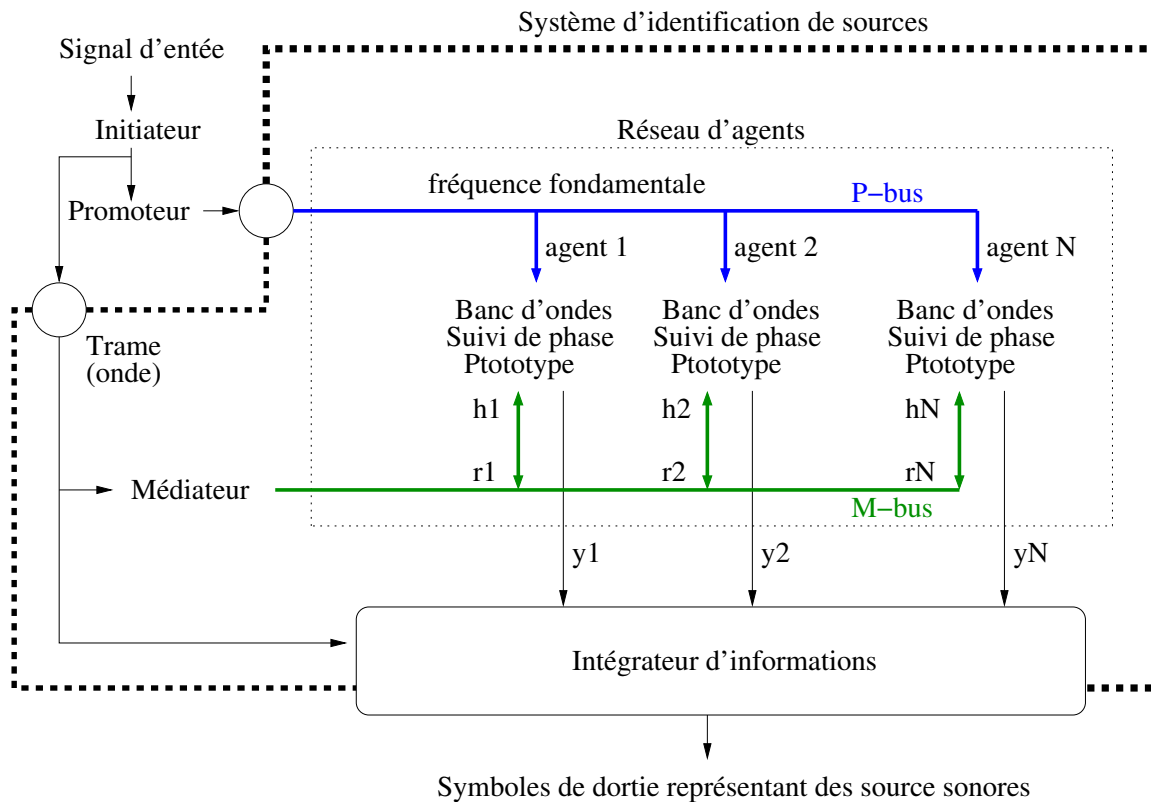 Système d'identification de sources
Signal d'entée
Initiateur
Réseau d'agents
Promoteur
fréquence fondamentale
P−bus
agent 1
agent 2
agent N
Banc d'ondes
Suivi de phase
Ptototype
Banc d'ondes
Suivi de phase
Ptototype
Banc d'ondes
Suivi de phase
Ptototype
Trame
(onde)
h1
h2
hN
r1
r2
rN
Médiateur
M−bus
y1
y2
yN
Intégrateur d'informations
Symboles de dortie représentant des source sonores